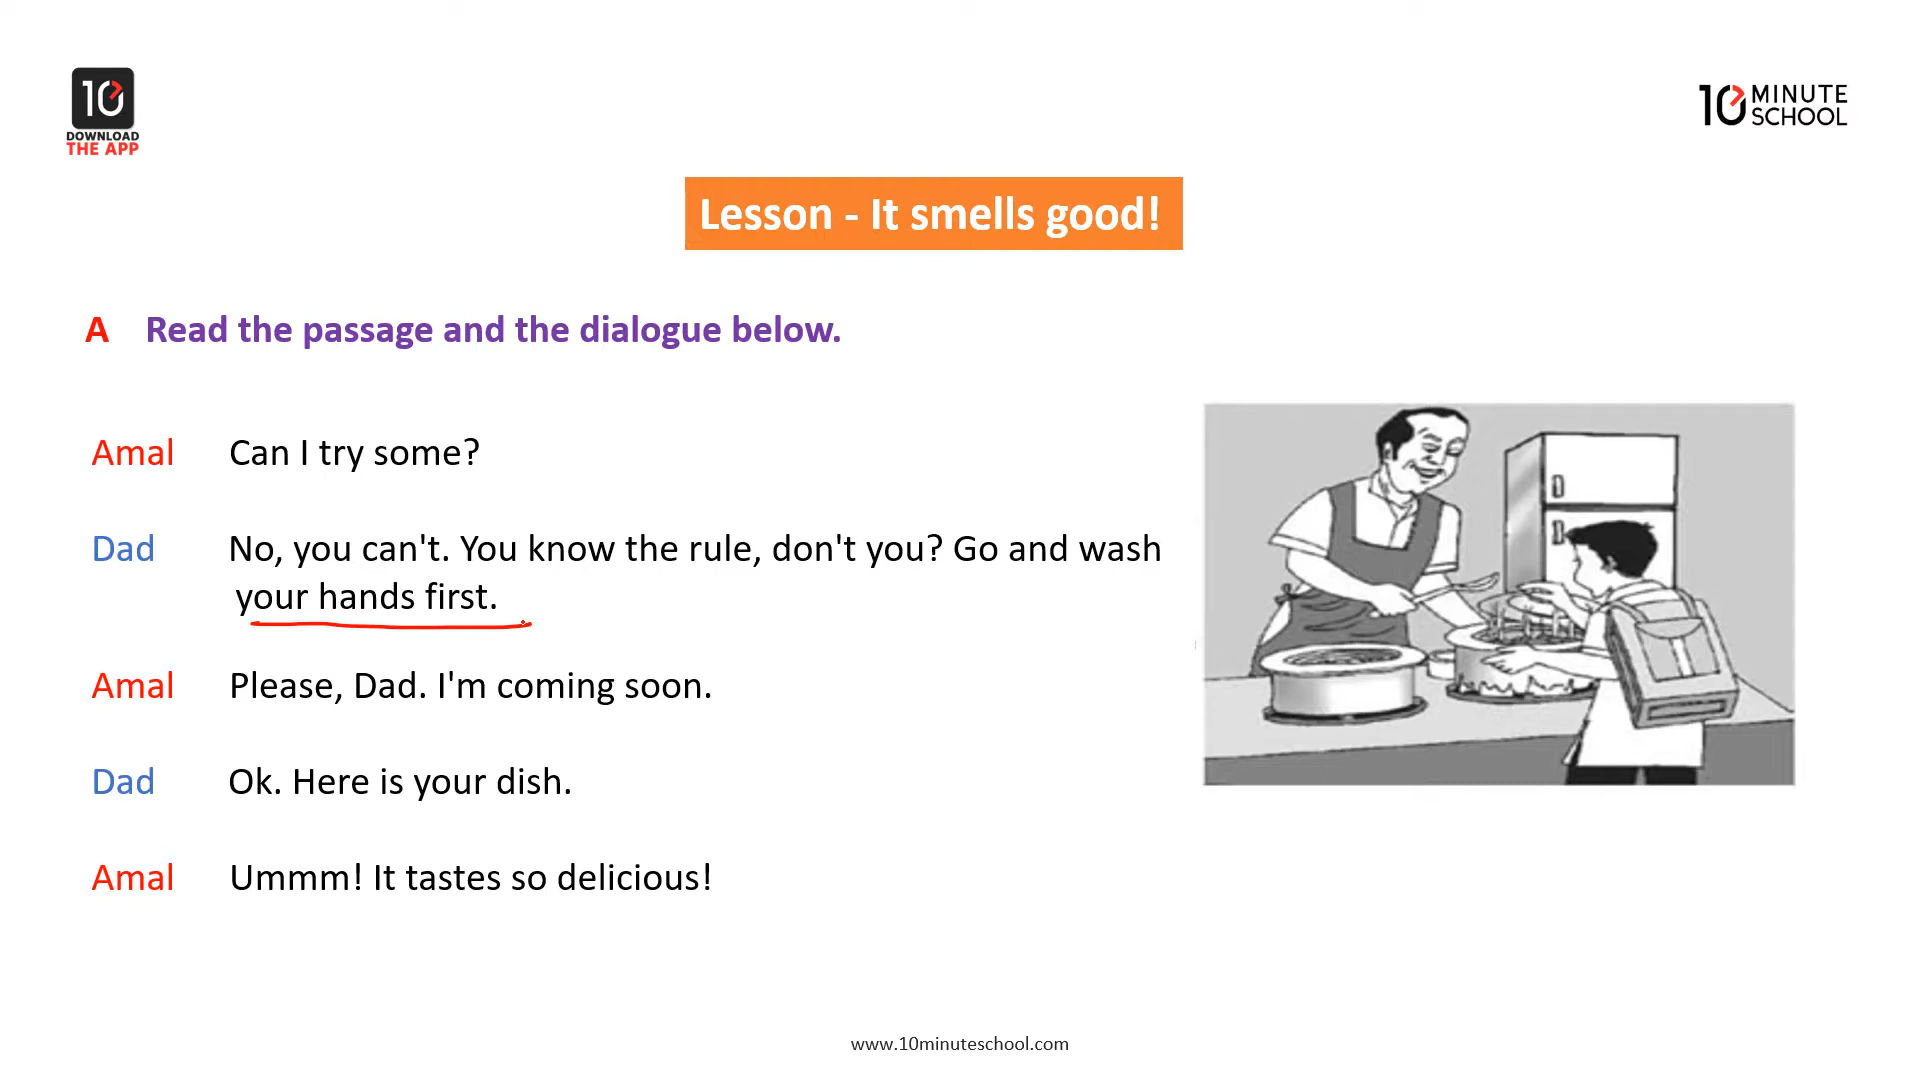 10
DOWNLOAD
THE APP
10 MINUTE
SCHOOL
Lesson - It smells good!
A Read the passage and the dialogue below.
Amal Can I try some?
Dad No, you can't. You know the rule, don't you? Go and wash
your hands first.
Amal Please, Dad. I'm coming soon.
Dad Ok. Here is your dish.
Amal Ummm! It tastes so delicious!
www.10minuteschool.com